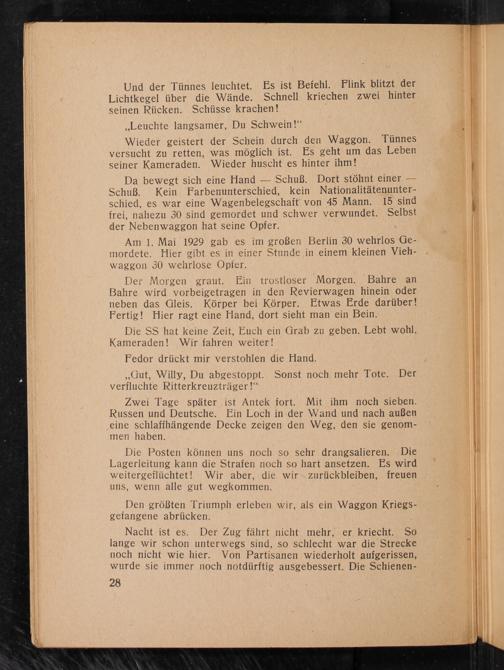 Und der Tünnes leuchtet. Es ist Befehl. Flink blitzt der
Lichtkegel über die Wände. Schnell kriechen zwei hinter
seinen Rücken. Schüsse krachen!
„Leuchte langsamer, Du Schwein!“
Wieder geistert der Schein durch den Waggon. Tünnes
versucht zu retten, was möglich ist. Es geht um das Leben
seiner Kameraden. Wieder huscht es hinter ihm!
Da bewegt sich eine Hand — Schuß. Dort stöhnt einer —
Schuß. Kein Farbenunterschied, kein Nationalitätenunter-
schied, es war eine Wagenbelegschaft von 45 Mann. 15 sind
frei, nahezu 30 sind gemordet und schwer verwundet. Selbst
der Nebenwaggon hat seine Opfer.
Am 1. Mai 1929 gab es im großen Berlin 30 wehrlos Ge-
mordete. Hier gibt es in einer Stunde in einem kleinen Vieh-
waggon 30 wehrlose Opfer.
Der Morgen graut. Ein trostloser Morgen. Bahre an
Bahre wird vorbeigetragen in den Revierwagen hinein oder
neben das Gleis. Körper bei Körper. Etwas Erde darüber!
Fertig! Hier ragt eine Hand, dort sieht man ein Bein.
Die SS hat keine Zeit, Euch ein Grab zu geben. Lebt wohl,
Kameraden! Wir fahren weiter!
Fedor drückt mir verstohlen die Hand.
„Gut, Willy, Du abgestoppt. Sonst noch mehr Tote. Der
verfluchte Ritterkreuzträger!“
Zwei Tage später ist Antek fort. Mit ihm noch sieben.
Russen und Deutsche. Ein Loch in der Wand und nach außen
eine schlaffhängende Decke zeigen den Weg, den sie genom-
men haben.
Die Posten können uns noch so sehr drangsalieren. Die
Lagerleitung kann die Strafen noch so hart ansetzen. Es wird
weitergeflüchtet! Wir aber, die wir zurückbleiben, freuen
uns, wenn alle gut wegkommen.
Den größten Triumph erleben wir, als ein Waggon Kriegs-
gefangene abrücken.
Nacht ist es. Der Zug fährt nicht mehr, er kriecht. So
lange wir schon unterwegs sind, so schlecht war die Strecke
noch nicht wie hier. Von Partisanen wiederholt aufgerissen,
wurde sie immer noch notdürftig ausgebessert. Die Schienen-
28